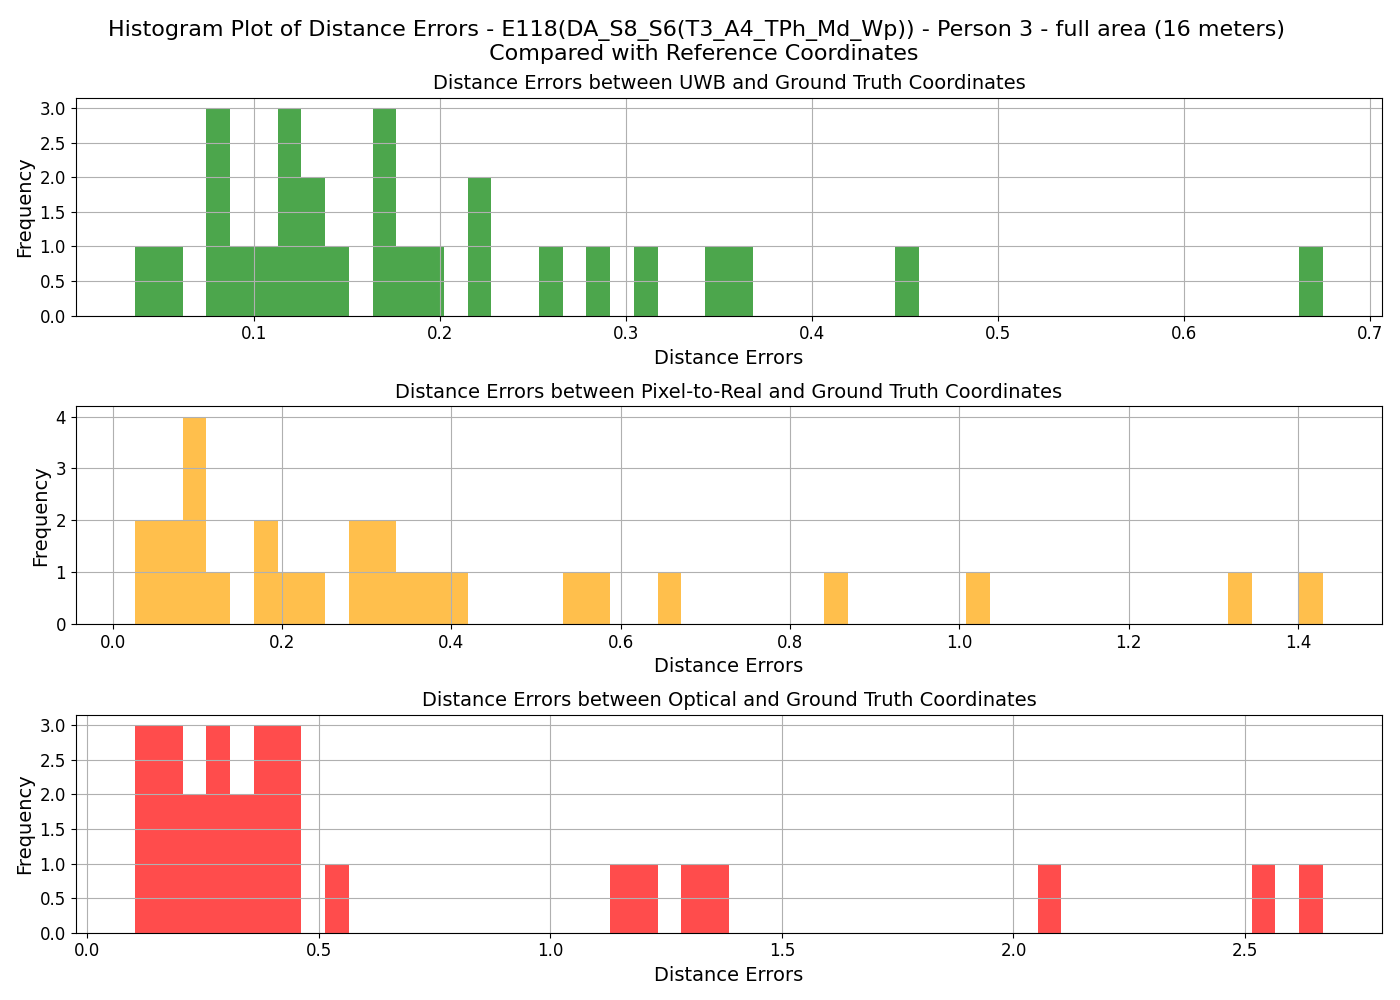 Histogram Plot of Distance Errors - E118(DA_S8_S6(T3_A4_TPh_Md_Wp)) - Person 3 - full area (16 meters)
Compared with Reference Coordinates
Distance Errors between UWB and Ground Truth Coordinates
Frequency
3.0
2.5
2.0
1.5
1.0
0.5
0.0
0.1 0.2 0.3 0.4 0.5 0.6 0.7
Distance Errors
Distance Errors between Pixel-to-Real and Ground Truth Coordinates
Frequency
4
3
2
1
0
0.0 0.2 0.4 0.6 0.8 1.0 1.2 1.4
Distance Errors
Distance Errors between Optical and Ground Truth Coordinates
Frequency
3.0
2.5
2.0
1.5
1.0
0.5
0.0
0.0 0.5 1.0 1.5 2.0 2.5
Distance Errors